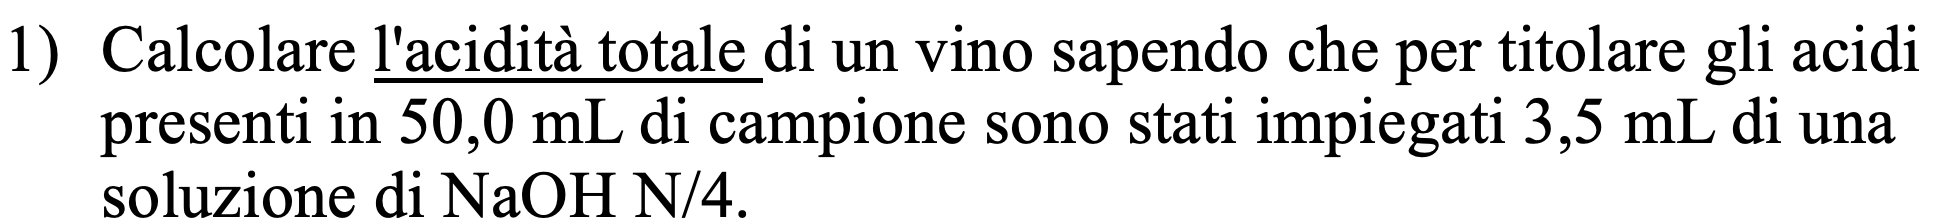 1) Calcolare l'acidità totale di un vino sapendo che per titolare gli acidi
presenti in 50,0 mL di campione sono stati impiegati 3,5 mL di una
soluzione di NaOH N/4.